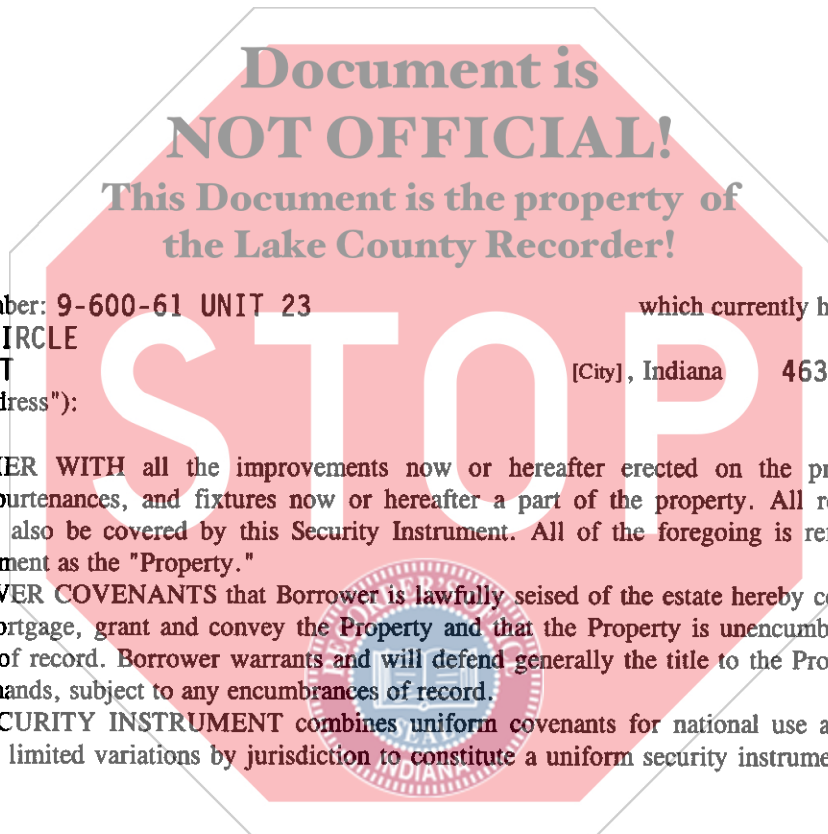 Document is
NOT OFFICIAL!
This Document is the property of
the Lake County Recorder!
ber: 9-600-61 UNIT 23 which currently h
IRCLE
T [City], Indiana 463
dress"):
STOP
ER WITH all the improvements now or hereafter erected on the pr
purtenances, and fixtures now or hereafter a part of the property. All r
also be covered by this Security Instrument. All of the foregoing is re
ment as the "Property."
VER COVENANTS that Borrower is lawfully seised of the estate hereby c
ortgage, grant and convey the Property and that the Property is unencumb
of record. Borrower warrants and will defend generally the title to the Pro
ands, subject to any encumbrances of record.
CURITY INSTRUMENT combines uniform covenants for national use a
limited variations by jurisdiction to constitute a uniform security instrume
SEAL
INDIANA